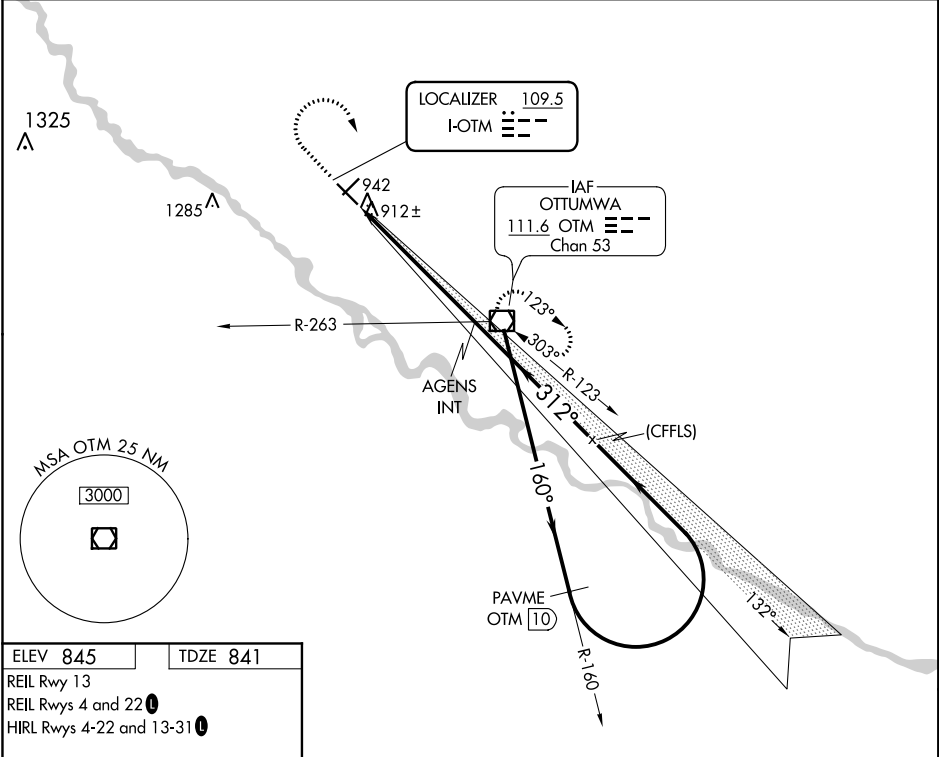 LOCALIZER 109.5
I-OTM
1325
942
912±
1285
IAF
OTTUMWA
111.6 OTM
Chan 53
123°
R-263
303°
R-123
AGENS
INT
312°
(CFFLS)
MSA OTM 25 NM
3000
160°
PAVME
OTM 10
132°
R-160
ELEV 845
TDZE 841
REIL Rwy 13
REIL Rwys 4 and 22 L
HIRL Rwys 4-22 and 13-31 L